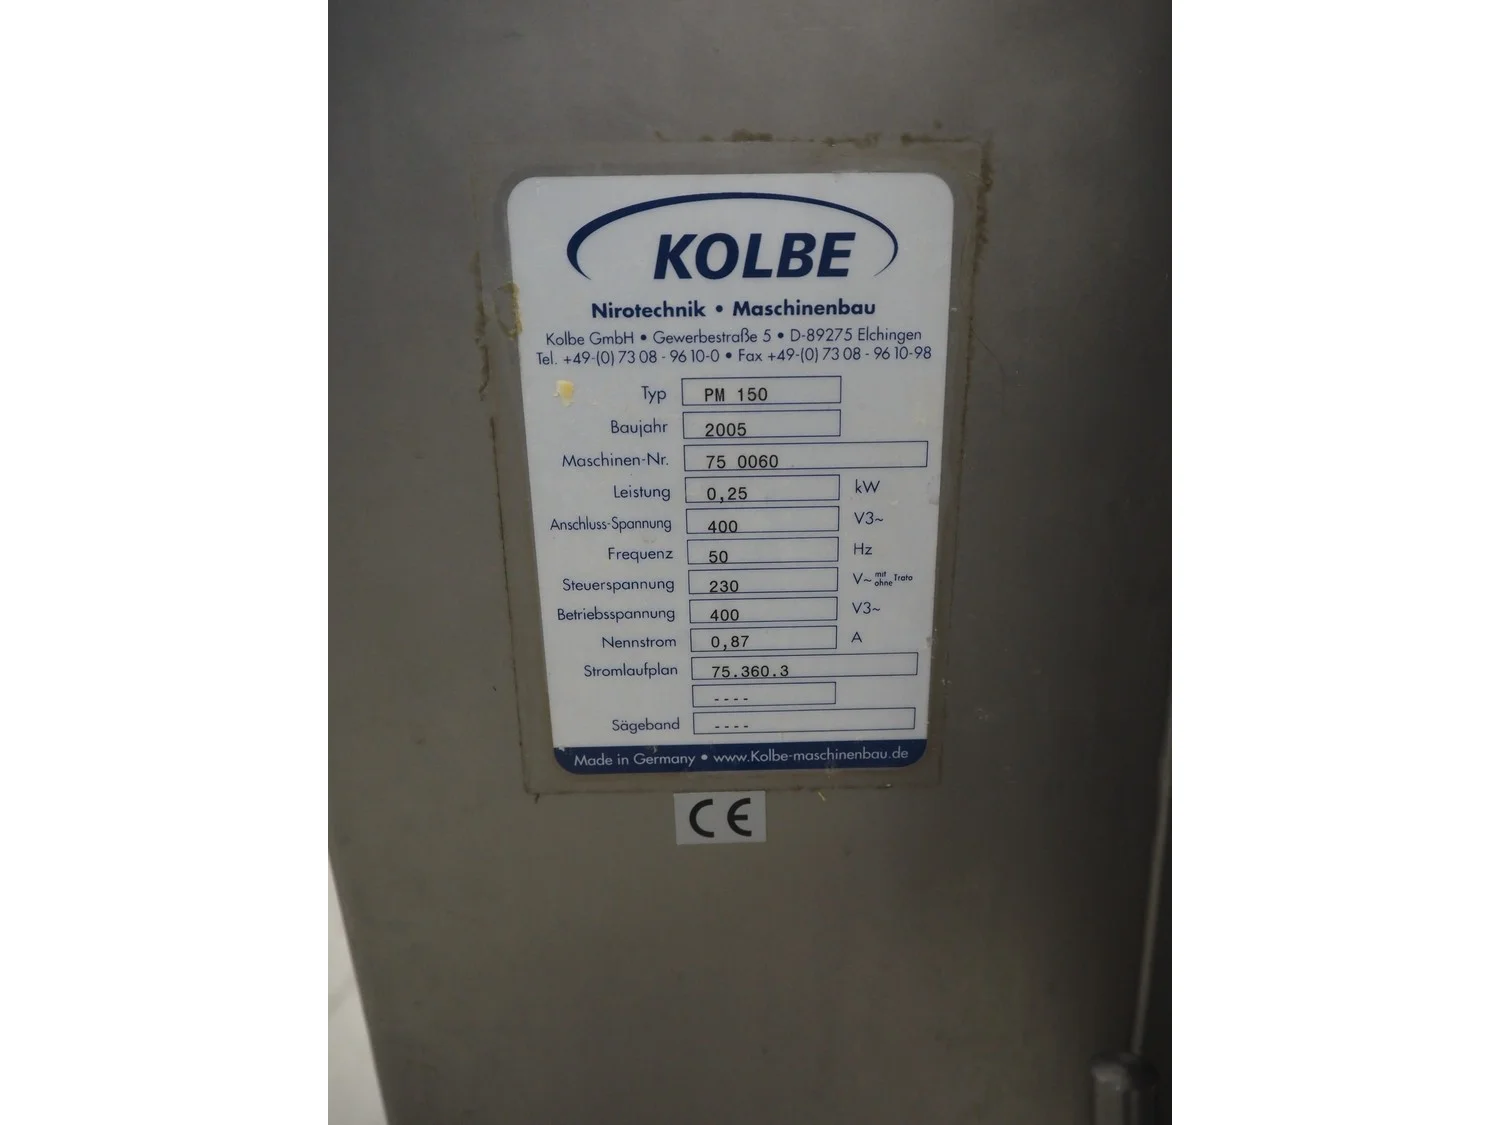 KOLBE
Nirotechnik • Maschinenbau
Kolbe GmbH • Gewerbestraße 5 • D-89275 Elchingen
Tel. +49-(0) 73 08 - 96 10-0 • Fax +49-(0) 73 08 - 96 10-98
Typ PM 150
Baujahr 2005
Maschinen-Nr. 75 0060
Leistung 0,25 kW
Anschluss-Spannung 400 V3~
Frequenz 50 Hz
Steuerspannung 230 V~ mit ohne Trafo
Betriebsspannung 400 V3~
Nennstrom 0,87 A
Stromlaufplan 75.360.3
----
Sägeband ----
Made in Germany • www.Kolbe-maschinenbau.de
CE